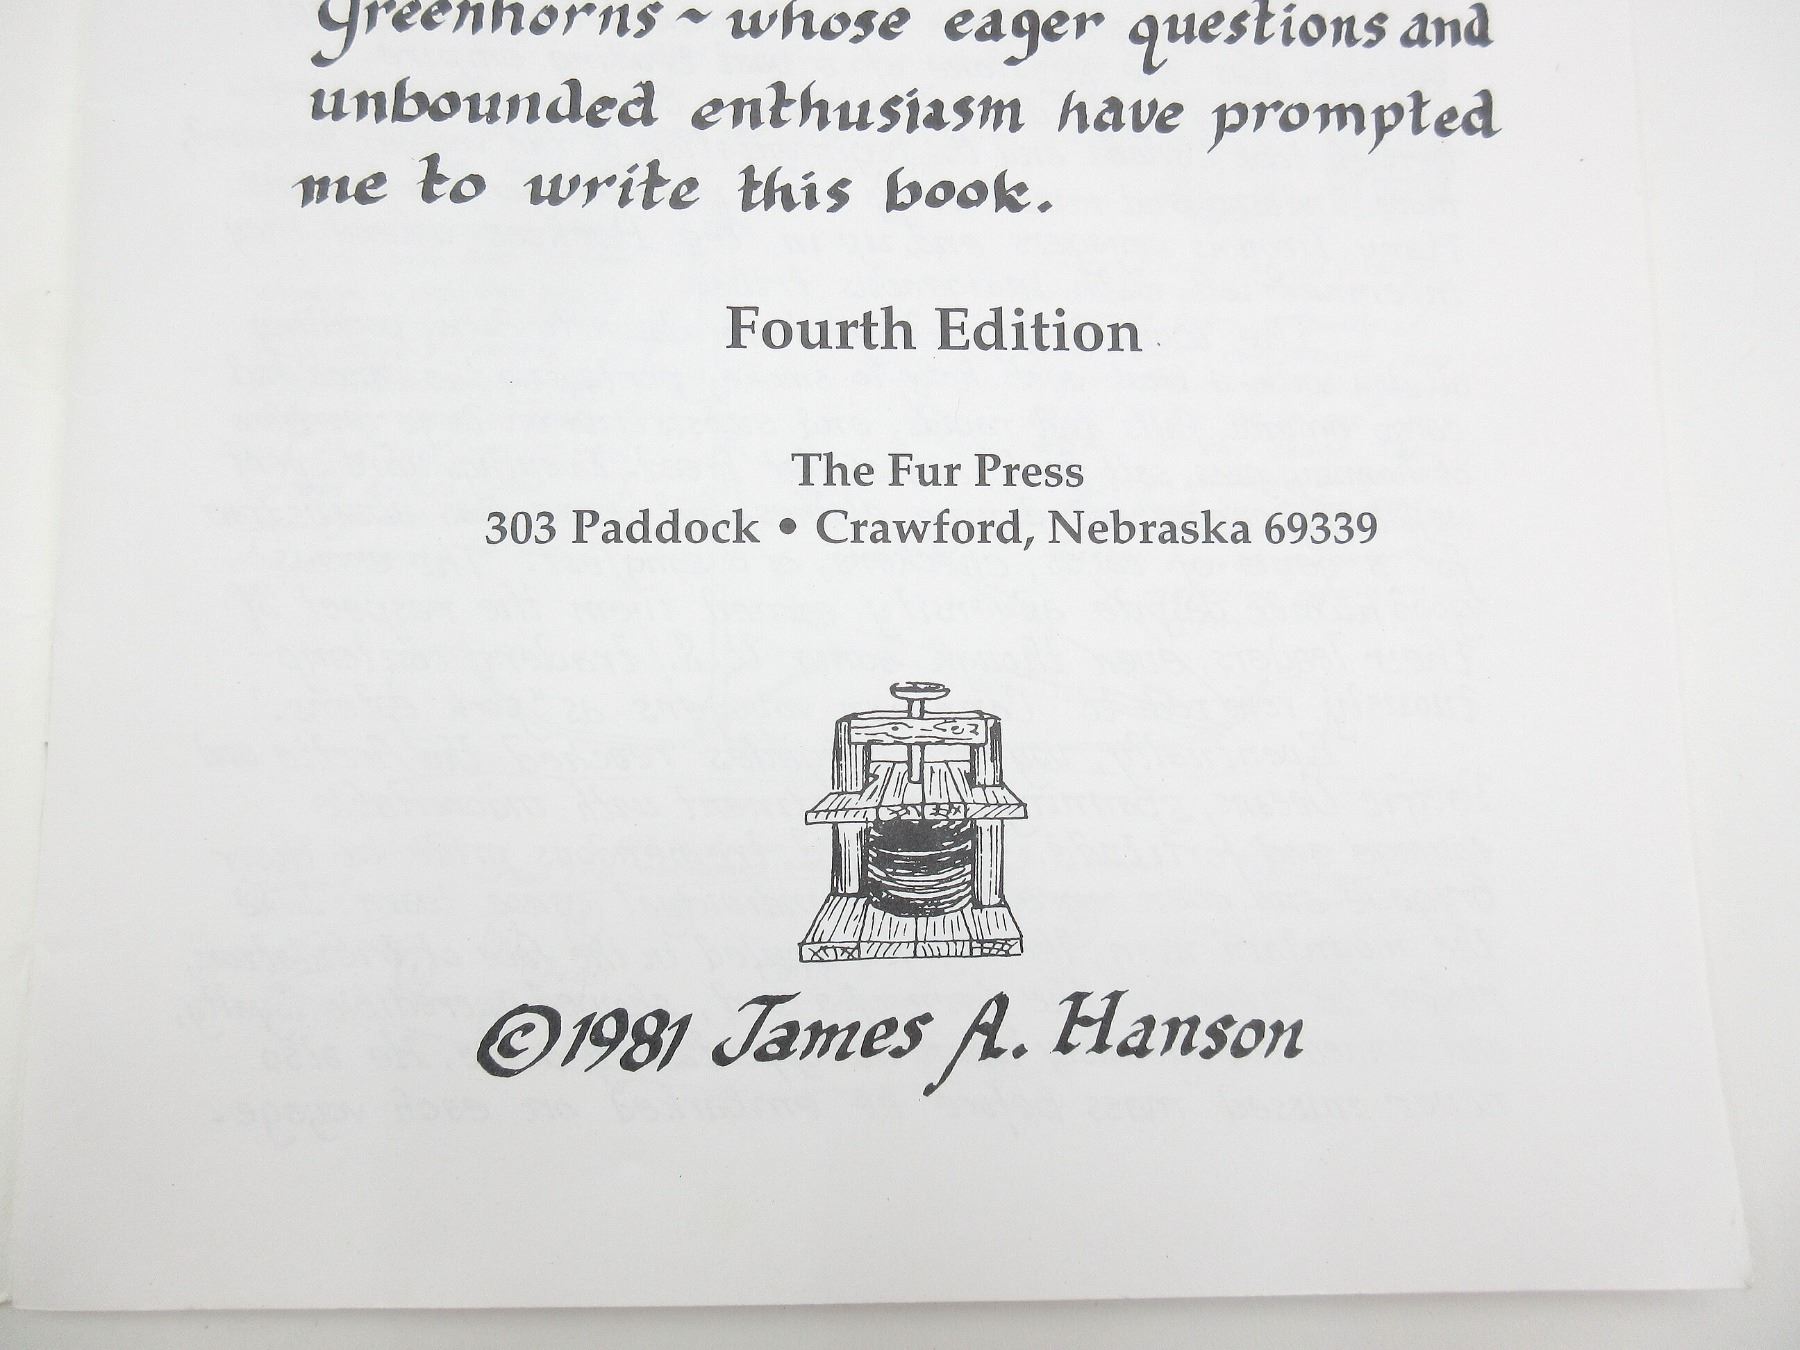 Greenhorns ~ whose eager questions and
unbounded enthusiasm have prompted
me to write this book.
Fourth Edition
The Fur Press
303 Paddock • Crawford, Nebraska 69339
©1981 James A. Hanson